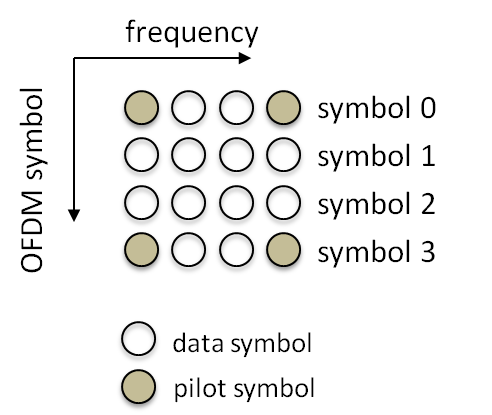 frequency
OFDM symbol
symbol 0
symbol 1
symbol 2
symbol 3
data symbol
pilot symbol